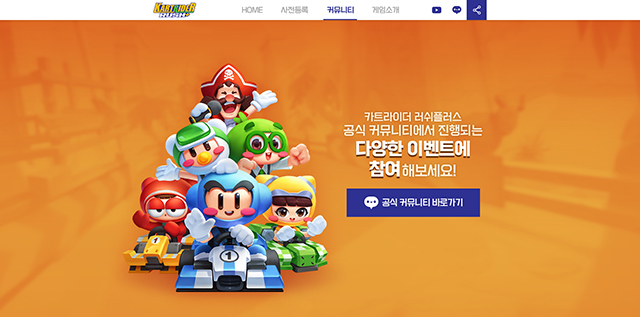 KARTRIDER
HOME 사전등록 커뮤니티 게임소개
카트라이더 러쉬플러스
공식 커뮤니티에서 진행되는
다양한 이벤트에
참여해보세요!
공식 커뮤니티 바로가기
1
1